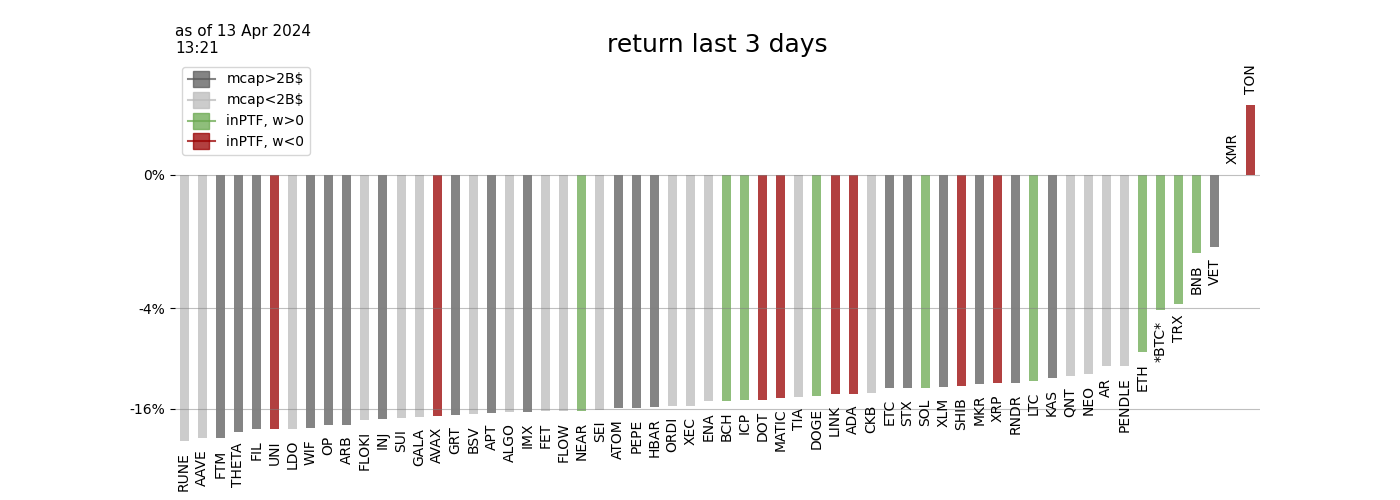 as of 13 Apr 2024
13:21
return last 3 days
mcap>2B$
mcap<2B$
inPTF, w>0
inPTF, w<0
0%
-4%
-16%
RUNE
AAVE
FTM
THETA
FIL
UNI
LDO
WIF
OP
ARB
FLOKI
INJ
SUI
GALA
AVAX
GRT
BSV
APT
ALGO
IMX
FET
FLOW
NEAR
SEI
ATOM
PEPE
HBAR
ORDI
XEC
ENA
BCH
ICP
DOT
MATIC
TIA
DOGE
LINK
ADA
CKB
ETC
STX
SOL
XLM
SHIB
MKR
XRP
RNDR
LTC
KAS
QNT
NEO
AR
PENDLE
ETH
*BTC*
TRX
BNB
VET
XMR
TON